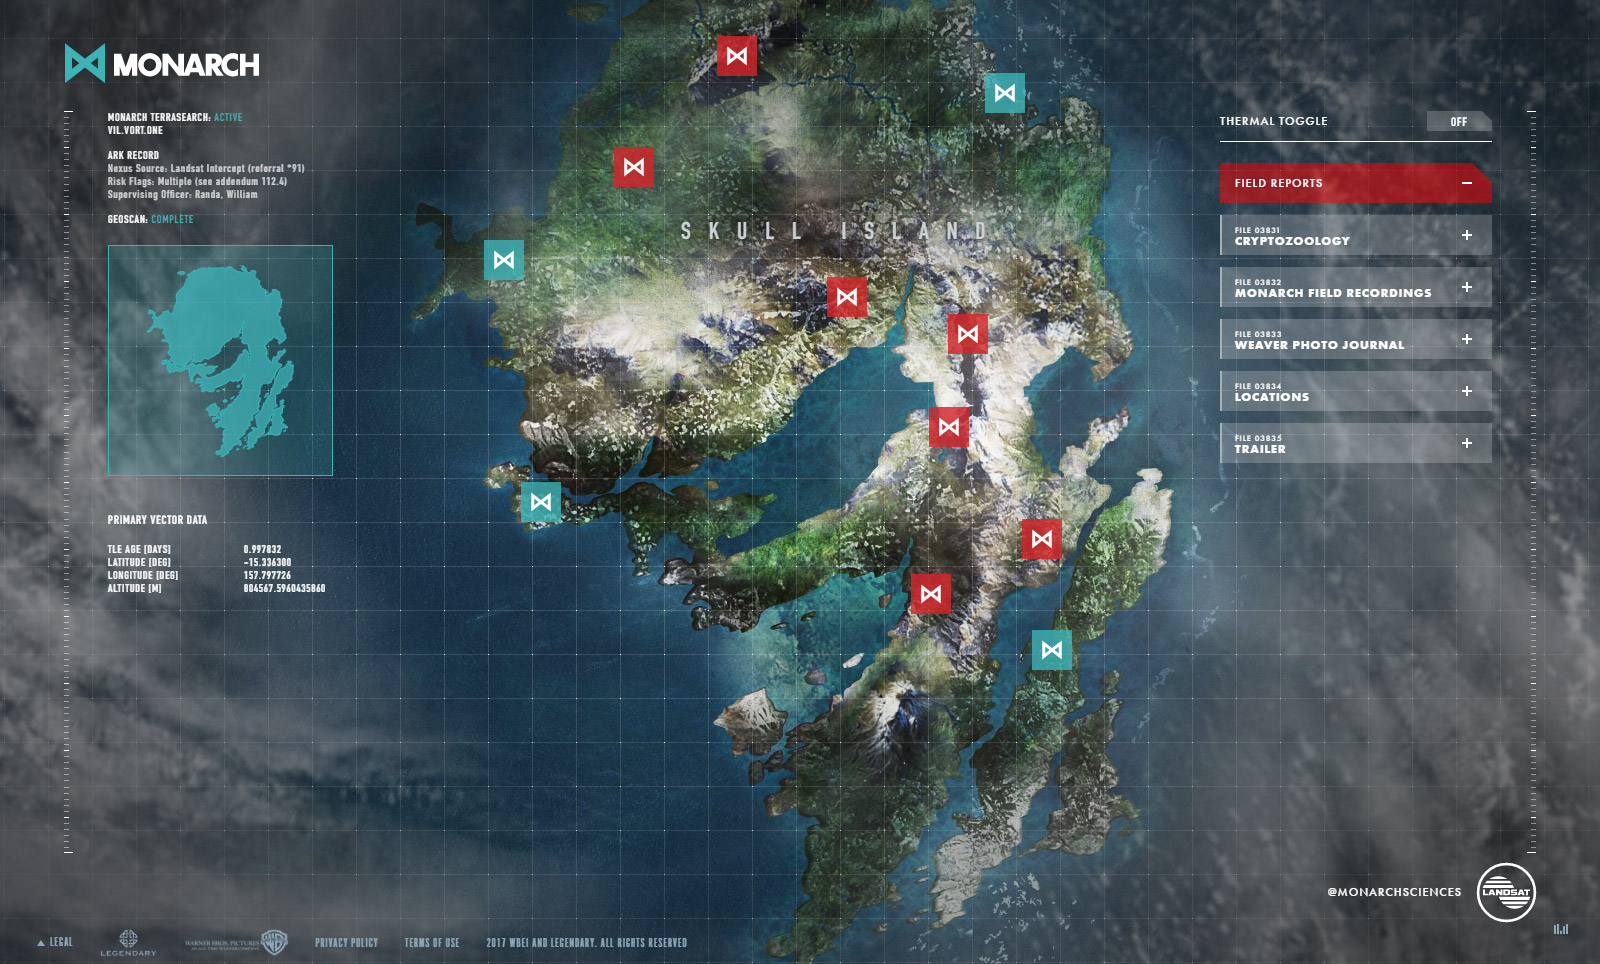 MONARCH
MONARCH TERRASEARCH: ACTIVE
VIL.VORT.ONE
ARK RECORD
Nexus Source: Landsat Intercept (referral *91)
Risk Flags: Multiple (see addendum 112.4)
Supervising Officer: Randa, William
GEOSCAN: COMPLETE
PRIMARY VECTOR DATA
TLE AGE [DAYS] 0.997832
LATITUDE [DEG] -15.336300
LONGITUDE [DEG] 157.797726
ALTITUDE [M] 804567.5960435860
SKULL ISLAND
THERMAL TOGGLE OFF
FIELD REPORTS
FILE 03831
CRYPTOZOOLOGY
FILE 03832
MONARCH FIELD RECORDINGS
FILE 03833
WEAVER PHOTO JOURNAL
FILE 03834
LOCATIONS
FILE 03835
TRAILER
@MONARCHSCIENCES
LANDSAT
LEGAL
LEGENDARY
WARNER BROS. PICTURES
PRIVACY POLICY
TERMS OF USE
2017 WBEI AND LEGENDARY. ALL RIGHTS RESERVED